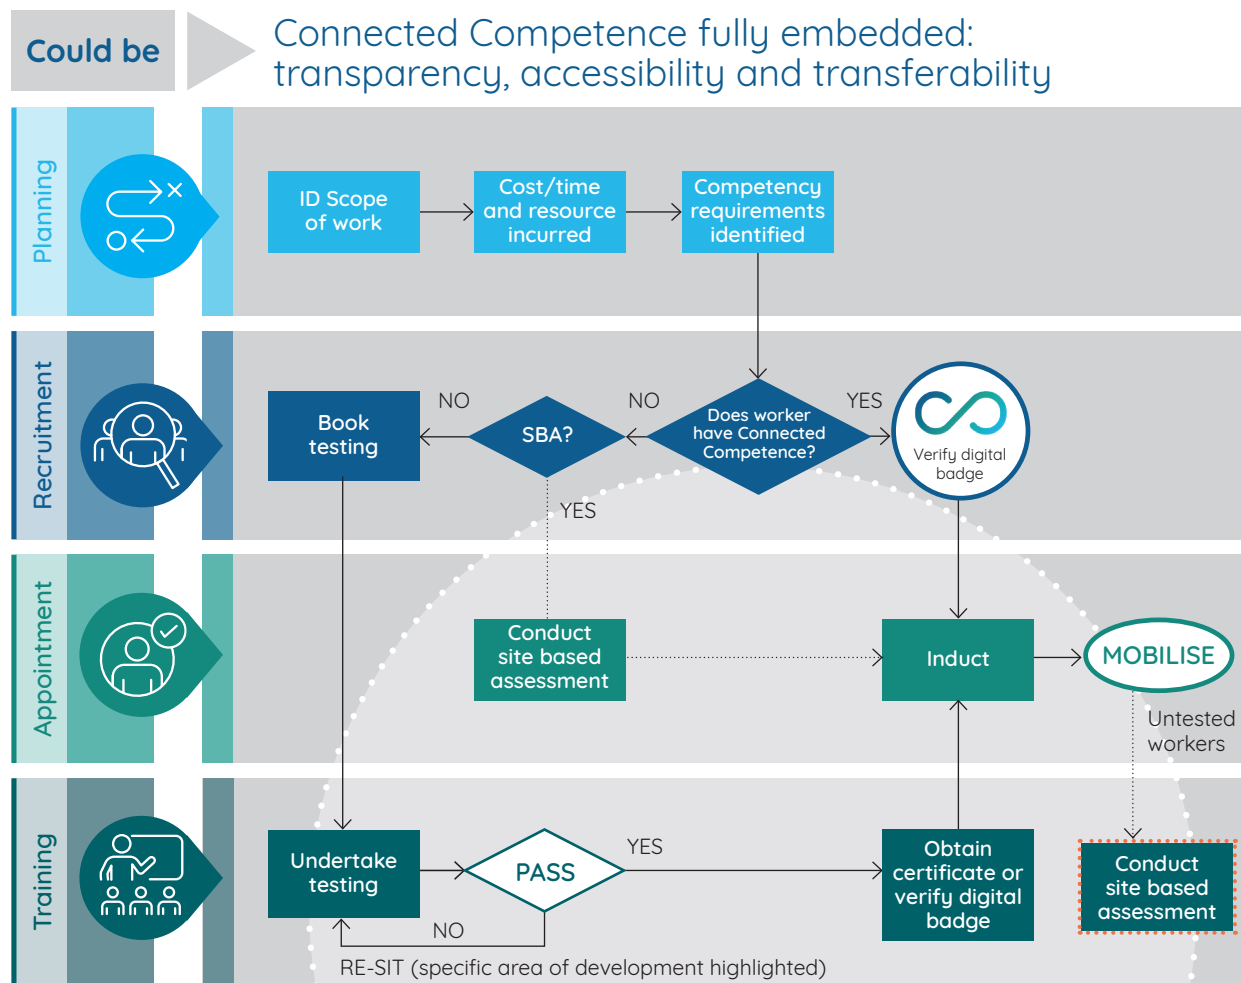 Could be
Connected Competence fully embedded:
transparency, accessibility and transferability
Planning
ID Scope
of work
Cost/time
and resource
incurred
Competency
requirements
identified
Recruitment
Book
testing
NO
SBA?
NO
Does worker
have Connected
Competence?
YES
Verify digital
badge
YES
Appointment
Conduct
site based
assessment
Induct
MOBILISE
Untested
workers
Training
Undertake
testing
PASS
YES
NO
RE-SIT (specific area of development highlighted)
Obtain
certificate or
verify digital
badge
Conduct
site based
assessment